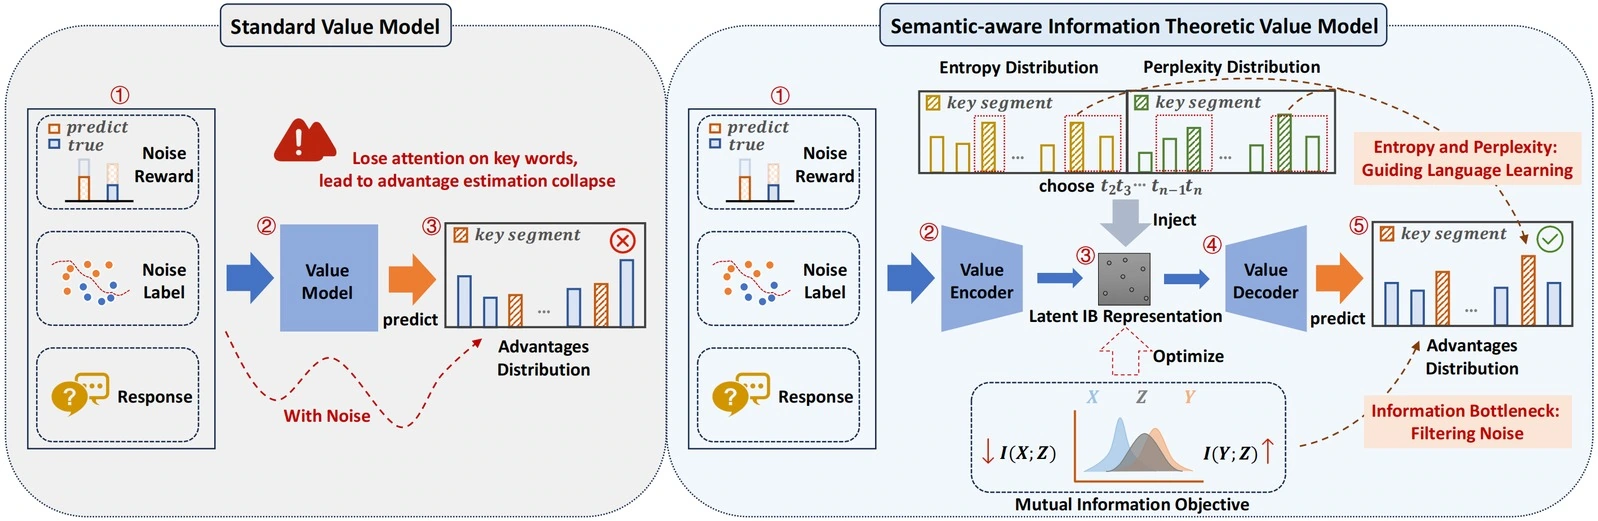 Standard Value Model
①
predict
true
Noise
Reward
Noise
Label
Response
Lose attention on key words,
lead to advantage estimation collapse
②
Value
Model
predict
③
key segment
...
Advantages
Distribution
With Noise
Semantic-aware Information Theoretic Value Model
①
predict
true
Noise
Reward
Noise
Label
Response
Entropy Distribution
Perplexity Distribution
key segment
...
key segment
...
choose t₂t₃ ⋯ tₙ₋₁tₙ
Inject
②
Value
Encoder
③
Latent IB Representation
④
Value
Decoder
predict
⑤
key segment
...
Advantages
Distribution
Entropy and Perplexity:
Guiding Language Learning
Information Bottleneck:
Filtering Noise
Optimize
X Z Y
↓ I(X; Z)
I(Y; Z) ↑
Mutual Information Objective